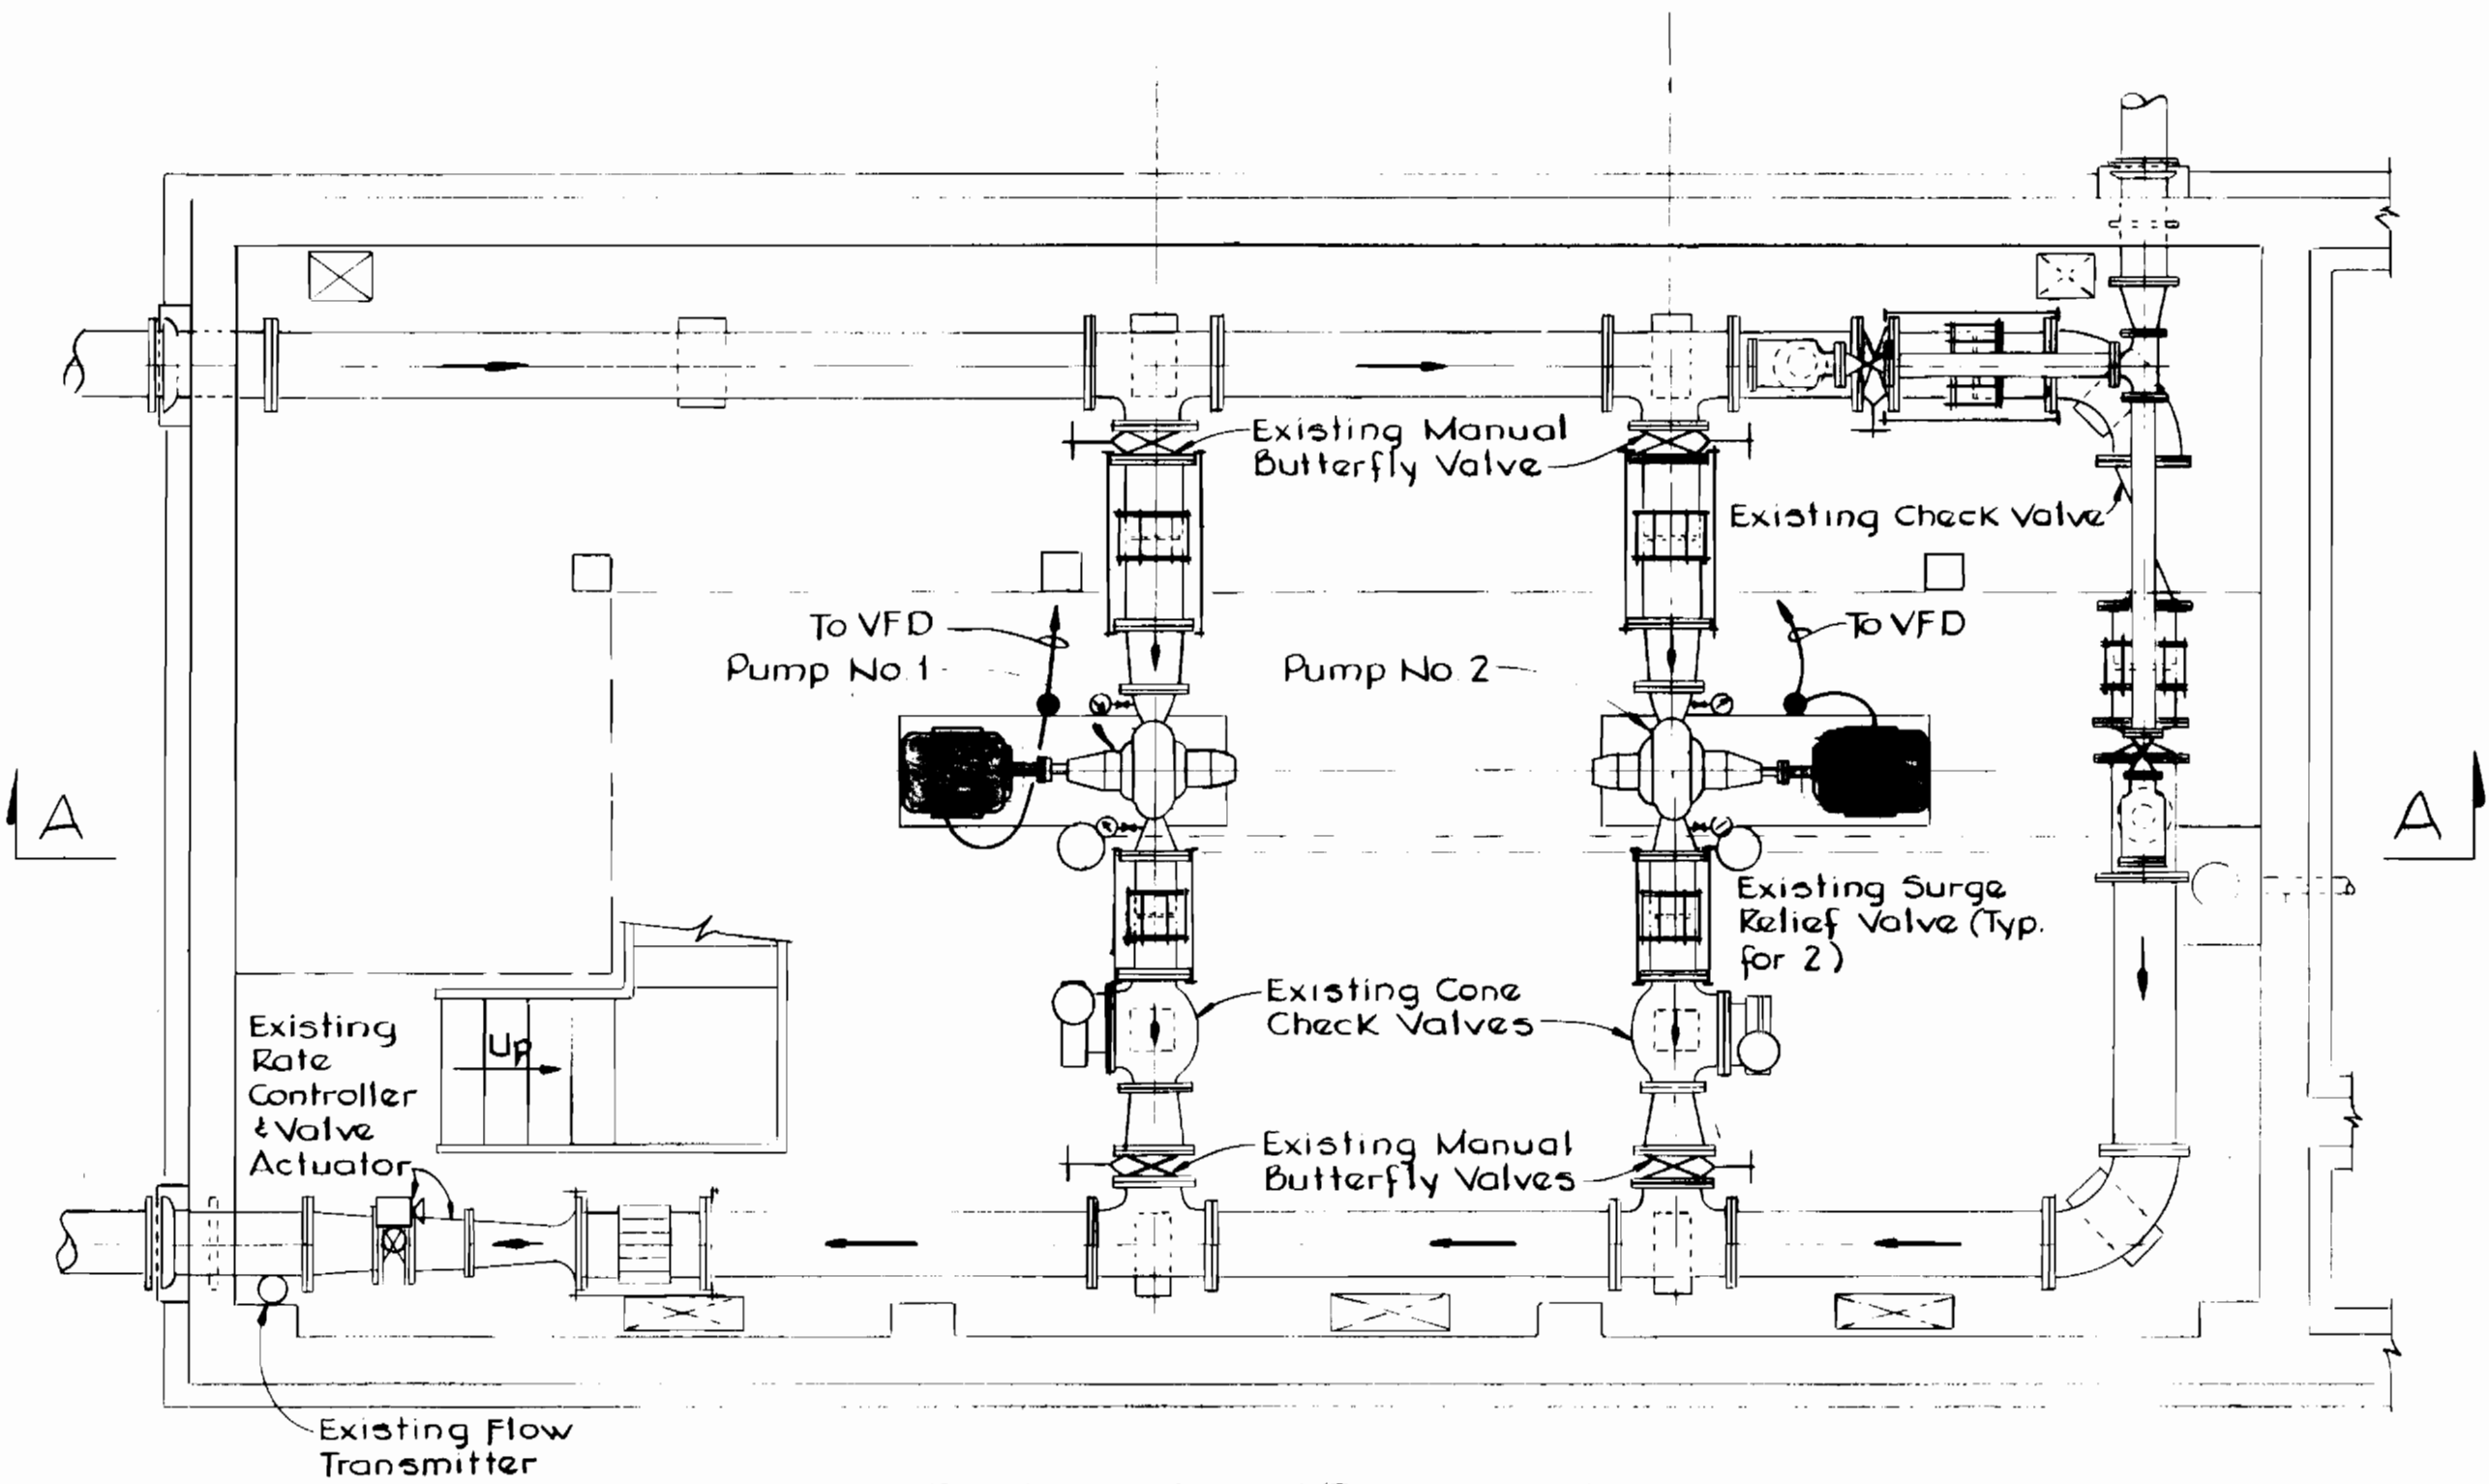 Existing Manual
Butterfly Valve
Existing Check Valve
To VFD
Pump No. 1
Pump No. 2
To VFD
A
A
Existing Surge
Relief Valve (Typ.
for 2)
Existing Cone
Check Valves
Existing
Rate
Controller
& Valve
Actuator
Up
Existing Manual
Butterfly Valves
Existing Flow
Transmitter